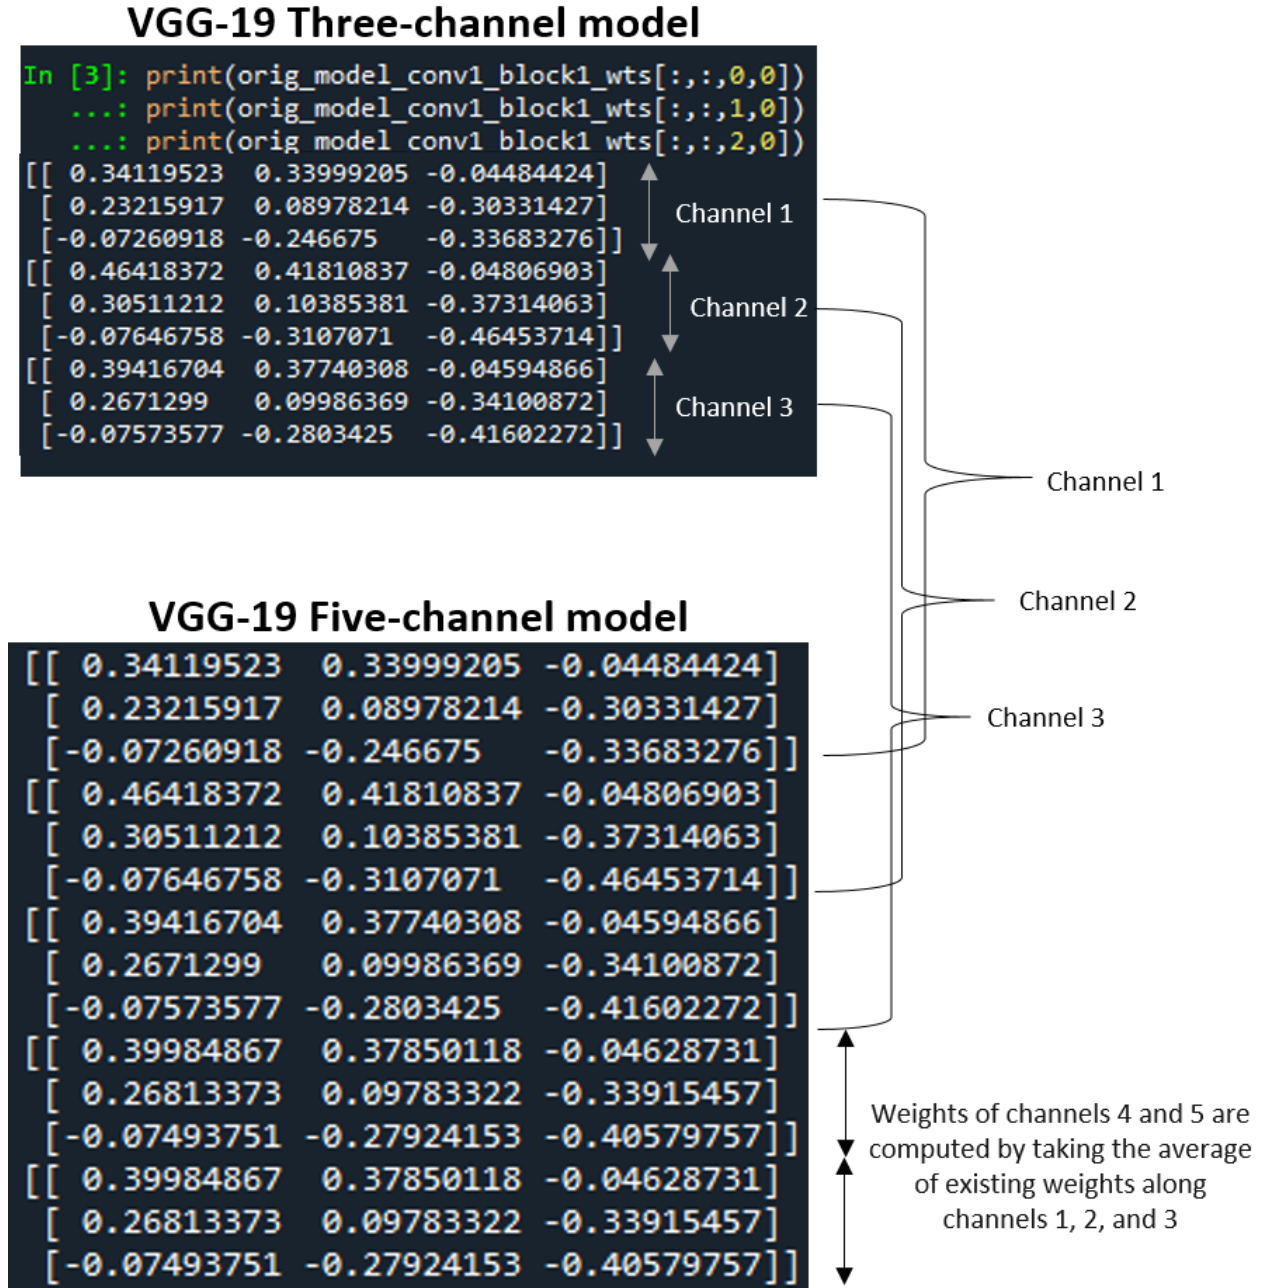 VGG-19 Three-channel model
In [3]: print(orig_model_conv1_block1_wts[:,:,0,0])
...: print(orig_model_conv1_block1_wts[:,:,1,0])
...: print(orig model conv1 block1 wts[:,:,2,0])
[[ 0.34119523 0.33999205 -0.04484424]
[ 0.23215917 0.08978214 -0.30331427]
[-0.07260918 -0.246675 -0.33683276]]
Channel 1
[[ 0.46418372 0.41810837 -0.04806903]
[ 0.30511212 0.10385381 -0.37314063]
[-0.07646758 -0.3107071 -0.46453714]]
Channel 2
[[ 0.39416704 0.37740308 -0.04594866]
[ 0.2671299 0.09986369 -0.34100872]
[-0.07573577 -0.2803425 -0.41602272]]
Channel 3
Channel 1
Channel 2
Channel 3
VGG-19 Five-channel model
[[ 0.34119523 0.33999205 -0.04484424]
[ 0.23215917 0.08978214 -0.30331427]
[-0.07260918 -0.246675 -0.33683276]]
[[ 0.46418372 0.41810837 -0.04806903]
[ 0.30511212 0.10385381 -0.37314063]
[-0.07646758 -0.3107071 -0.46453714]]
[[ 0.39416704 0.37740308 -0.04594866]
[ 0.2671299 0.09986369 -0.34100872]
[-0.07573577 -0.2803425 -0.41602272]]
[[ 0.39984867 0.37850118 -0.04628731]
[ 0.26813373 0.09783322 -0.33915457]
[-0.07493751 -0.27924153 -0.40579757]]
[[ 0.39984867 0.37850118 -0.04628731]
[ 0.26813373 0.09783322 -0.33915457]
[-0.07493751 -0.27924153 -0.40579757]]
Weights of channels 4 and 5 are
computed by taking the average
of existing weights along
channels 1, 2, and 3